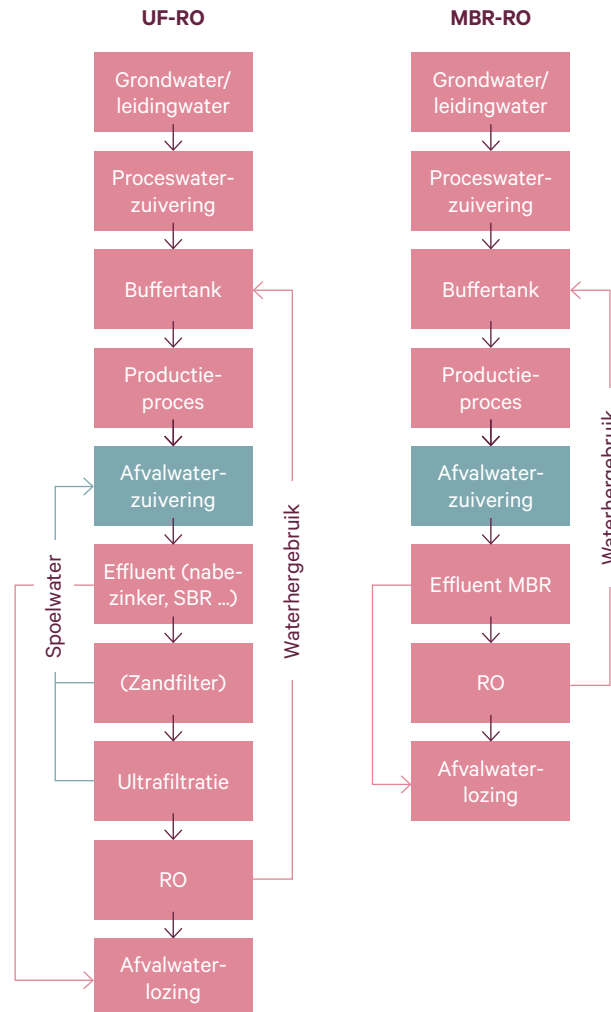 UF-RO
Grondwater/
leidingwater
Proceswater-
zuivering
Buffertank
Productie-
proces
Afvalwater-
zuivering
Effluent (nabe-
zinker, SBR ...)
(Zandfilter)
Ultrafiltratie
RO
Afvalwater-
lozing
Spoelwater
Waterhergebruik
MBR-RO
Grondwater/
leidingwater
Proceswater-
zuivering
Buffertank
Productie-
proces
Afvalwater-
zuivering
Effluent MBR
RO
Afvalwater-
lozing
Waterhergebruik